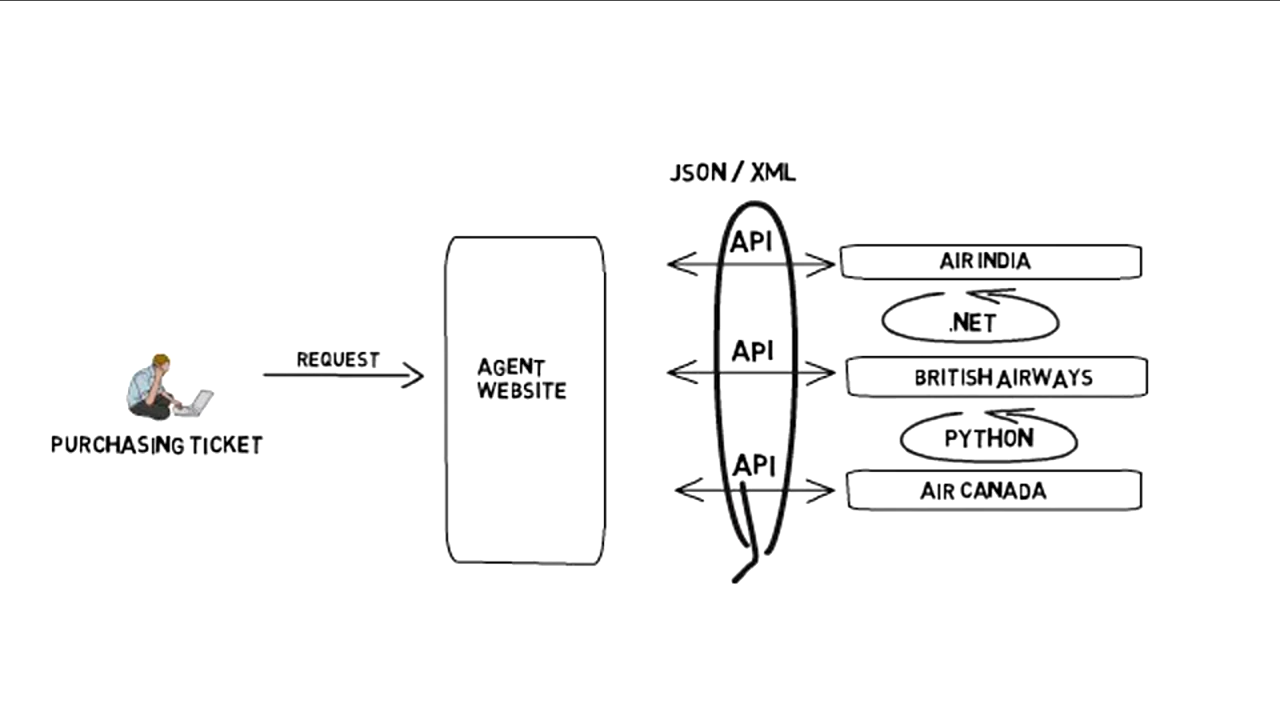 JSON / XML
API
AIR INDIA
.NET
REQUEST
AGENT
WEBSITE
API
BRITISH AIRWAYS
PURCHASING TICKET
PYTHON
API
AIR CANADA